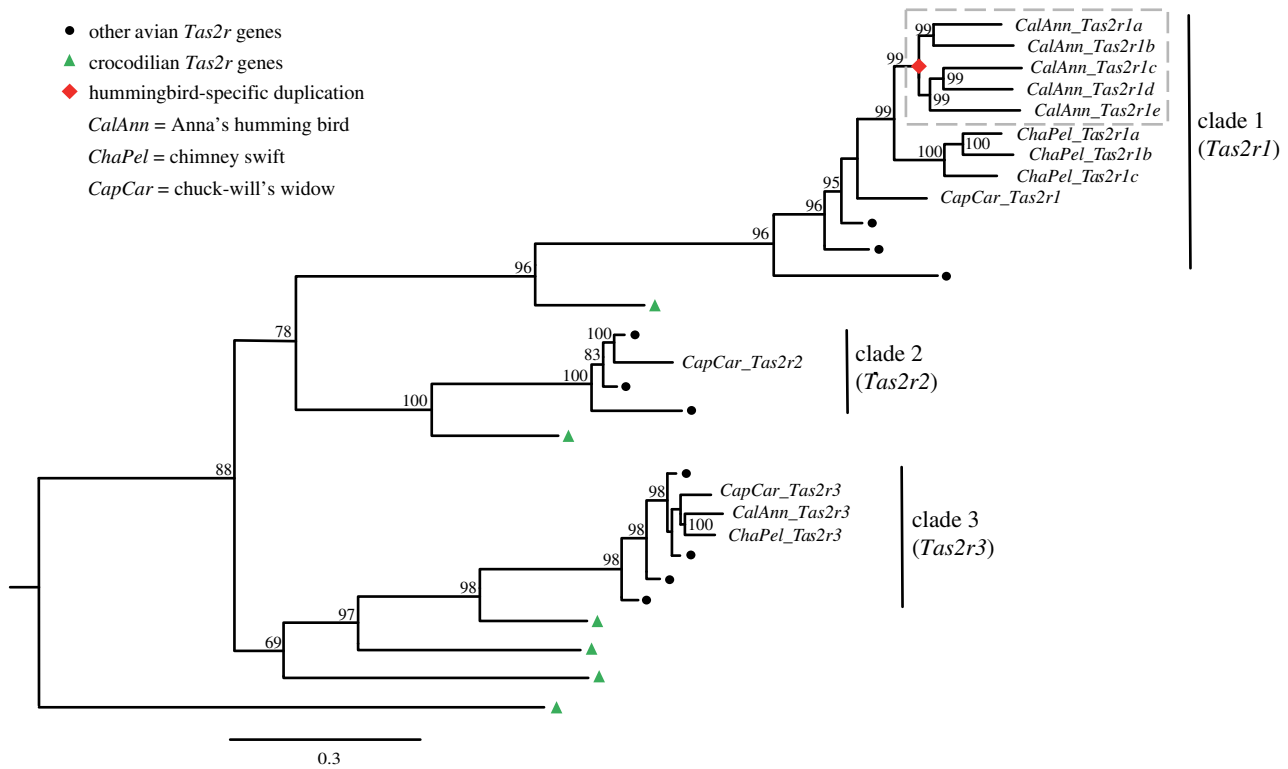 other avian Tas2r genes
crocodilian Tas2r genes
hummingbird-specific duplication
CalAnn = Anna's humming bird
ChaPel = chimney swift
CapCar = chuck-will's widow
99 CalAnn_Tas2r1a
CalAnn_Tas2r1b
99
CalAnn_Tas2r1c
99
CalAnn_Tas2r1d
99
CalAnn_Tas2r1e
99
ChaPel_Tas2r1a
100
100
ChaPel_Tas2r1b
ChaPel_Tas2r1c
clade 1
(Tas2r1)
95
CapCar_Tas2r1
96
96
96
78
100
83
CapCar_Tas2r2
100
100
clade 2
(Tas2r2)
88
98
CapCar_Tas2r3
CalAnn_Tas2r3
100
ChaPel_Tas2r3
98
98
98
clade 3
(Tas2r3)
97
69
0.3